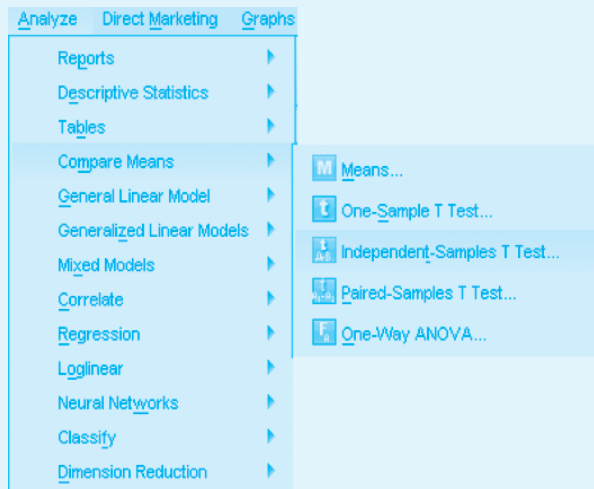 Analyze Direct Marketing Graphs
Reports
Descriptive Statistics
Tables
Compare Means
General Linear Model
Generalized Linear Models
Mixed Models
Correlate
Regression
Loglinear
Neural Networks
Classify
Dimension Reduction
M Means...
t One-Sample T Test...
Independent-Samples T Test...
Paired-Samples T Test...
One-Way ANOVA...